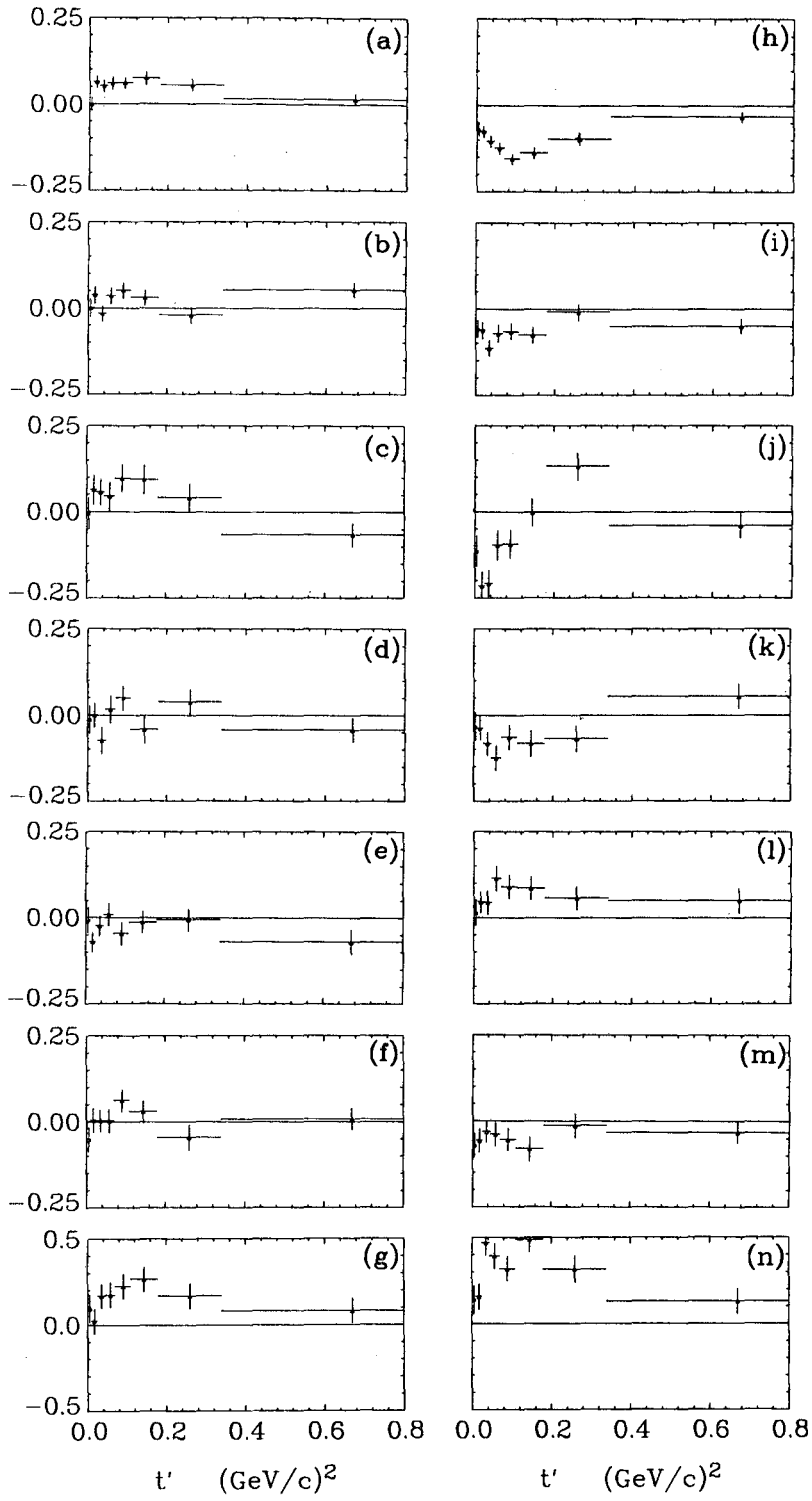 0.25 (a) (h)
0.00
−0.25
0.25 (b) (i)
0.00
−0.25
0.25 (c) (j)
0.00
−0.25
0.25 (d) (k)
0.00
−0.25
0.25 (e) (l)
0.00
−0.25
0.25 (f) (m)
0.00
−0.25
0.5 (g) (n)
0.0
−0.5
0.0 0.2 0.4 0.6 0.8 0.0 0.2 0.4 0.6 0.8
t' (GeV/c)² t' (GeV/c)²